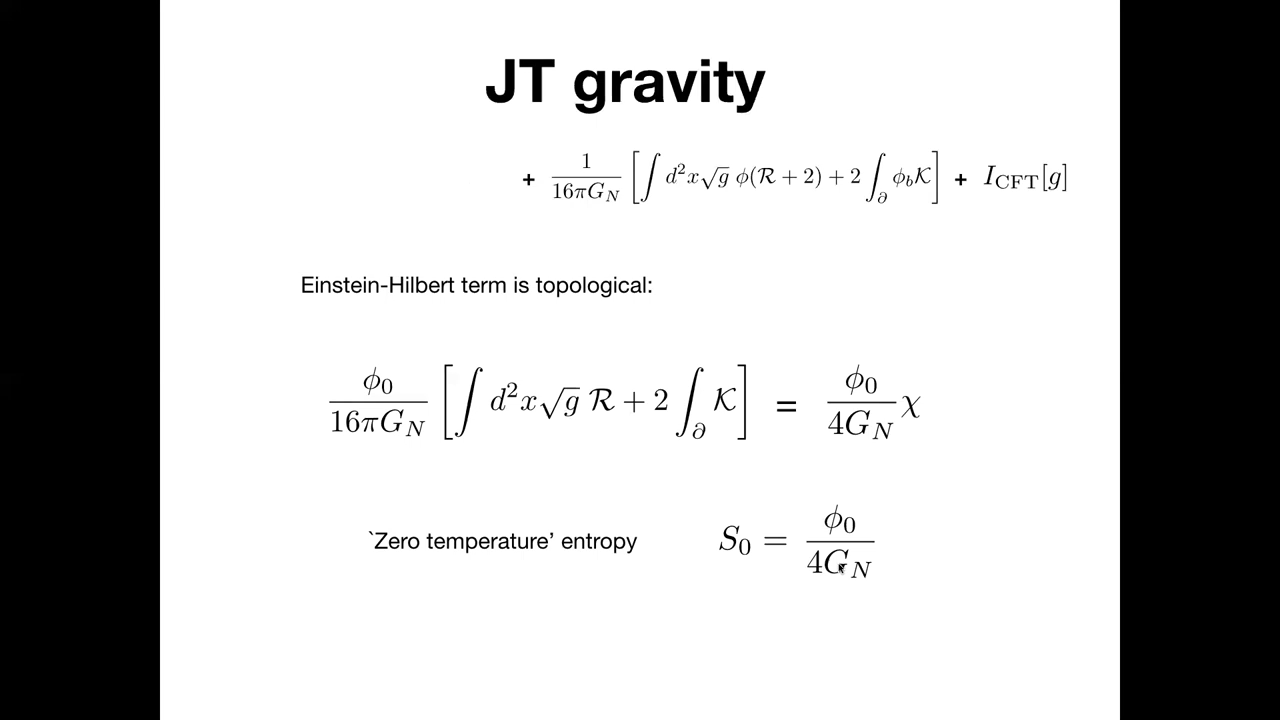 JT gravity
+ \frac{1}{16\pi G_N} \left[ \int d^2x \sqrt{g} \, \phi(\mathcal{R} + 2) + 2 \int_{\partial} \phi_b \mathcal{K} \right] + I_{\mathrm{CFT}}[g]
Einstein-Hilbert term is topological:
\frac{\phi_0}{16\pi G_N} \left[ \int d^2x \sqrt{g} \, \mathcal{R} + 2 \int_{\partial} \mathcal{K} \right] = \frac{\phi_0}{4G_N} \chi
`Zero temperature’ entropy S_0 = \frac{\phi_0}{4G_N}